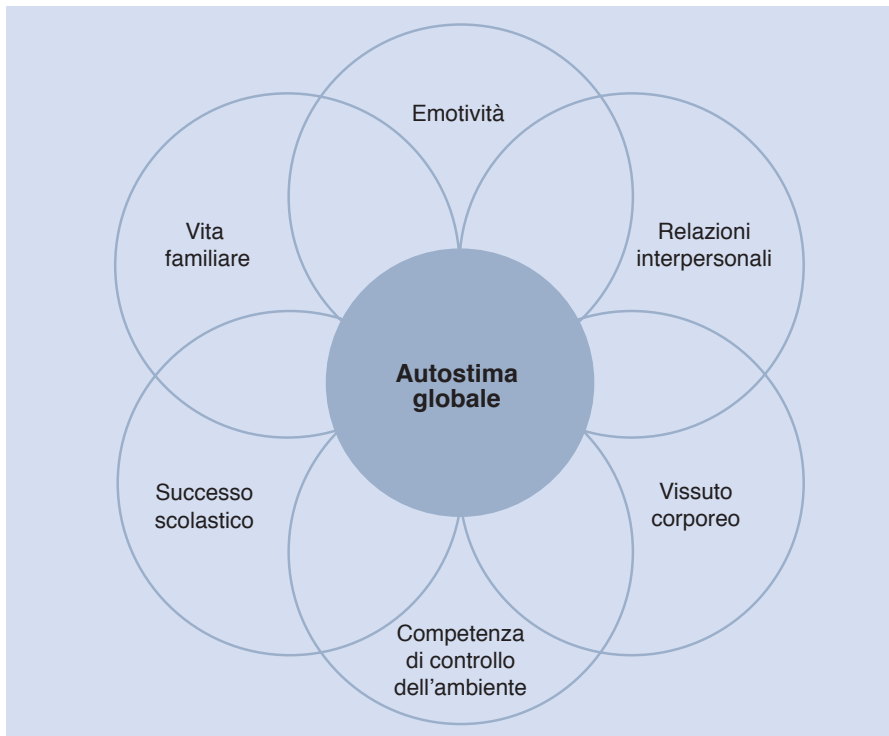 Emotività
Vita
familiare
Relazioni
interpersonali
Autostima
globale
Successo
scolastico
Vissuto
corporeo
Competenza
di controllo
dell’ambiente